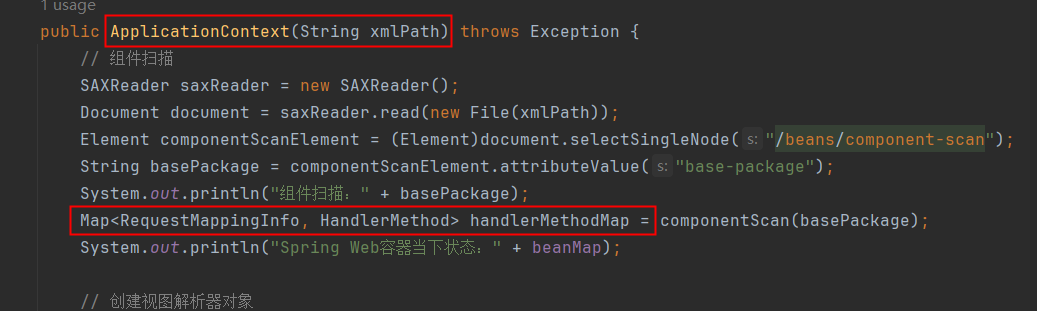 1 usage
public ApplicationContext(String xmlPath) throws Exception {
// 组件扫描
SAXReader saxReader = new SAXReader();
Document document = saxReader.read(new File(xmlPath));
Element componentScanElement = (Element)document.selectSingleNode( s: "/beans/component-scan");
String basePackage = componentScanElement.attributeValue( s: "base-package");
System.out.println("组件扫描：" + basePackage);
Map<RequestMappingInfo, HandlerMethod> handlerMethodMap = componentScan(basePackage);
System.out.println("Spring Web容器当下状态：" + beanMap);
// 创建视图解析器对象